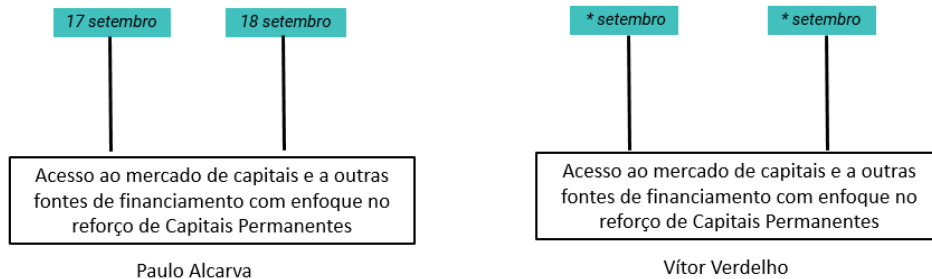 17 setembro
18 setembro
* setembro
* setembro
Acesso ao mercado de capitais e a outras
fontes de financiamento com enfoque no
reforço de Capitais Permanentes
Acesso ao mercado de capitais e a outras
fontes de financiamento com enfoque no
reforço de Capitais Permanentes
Paulo Alcarva
Vítor Verdelho